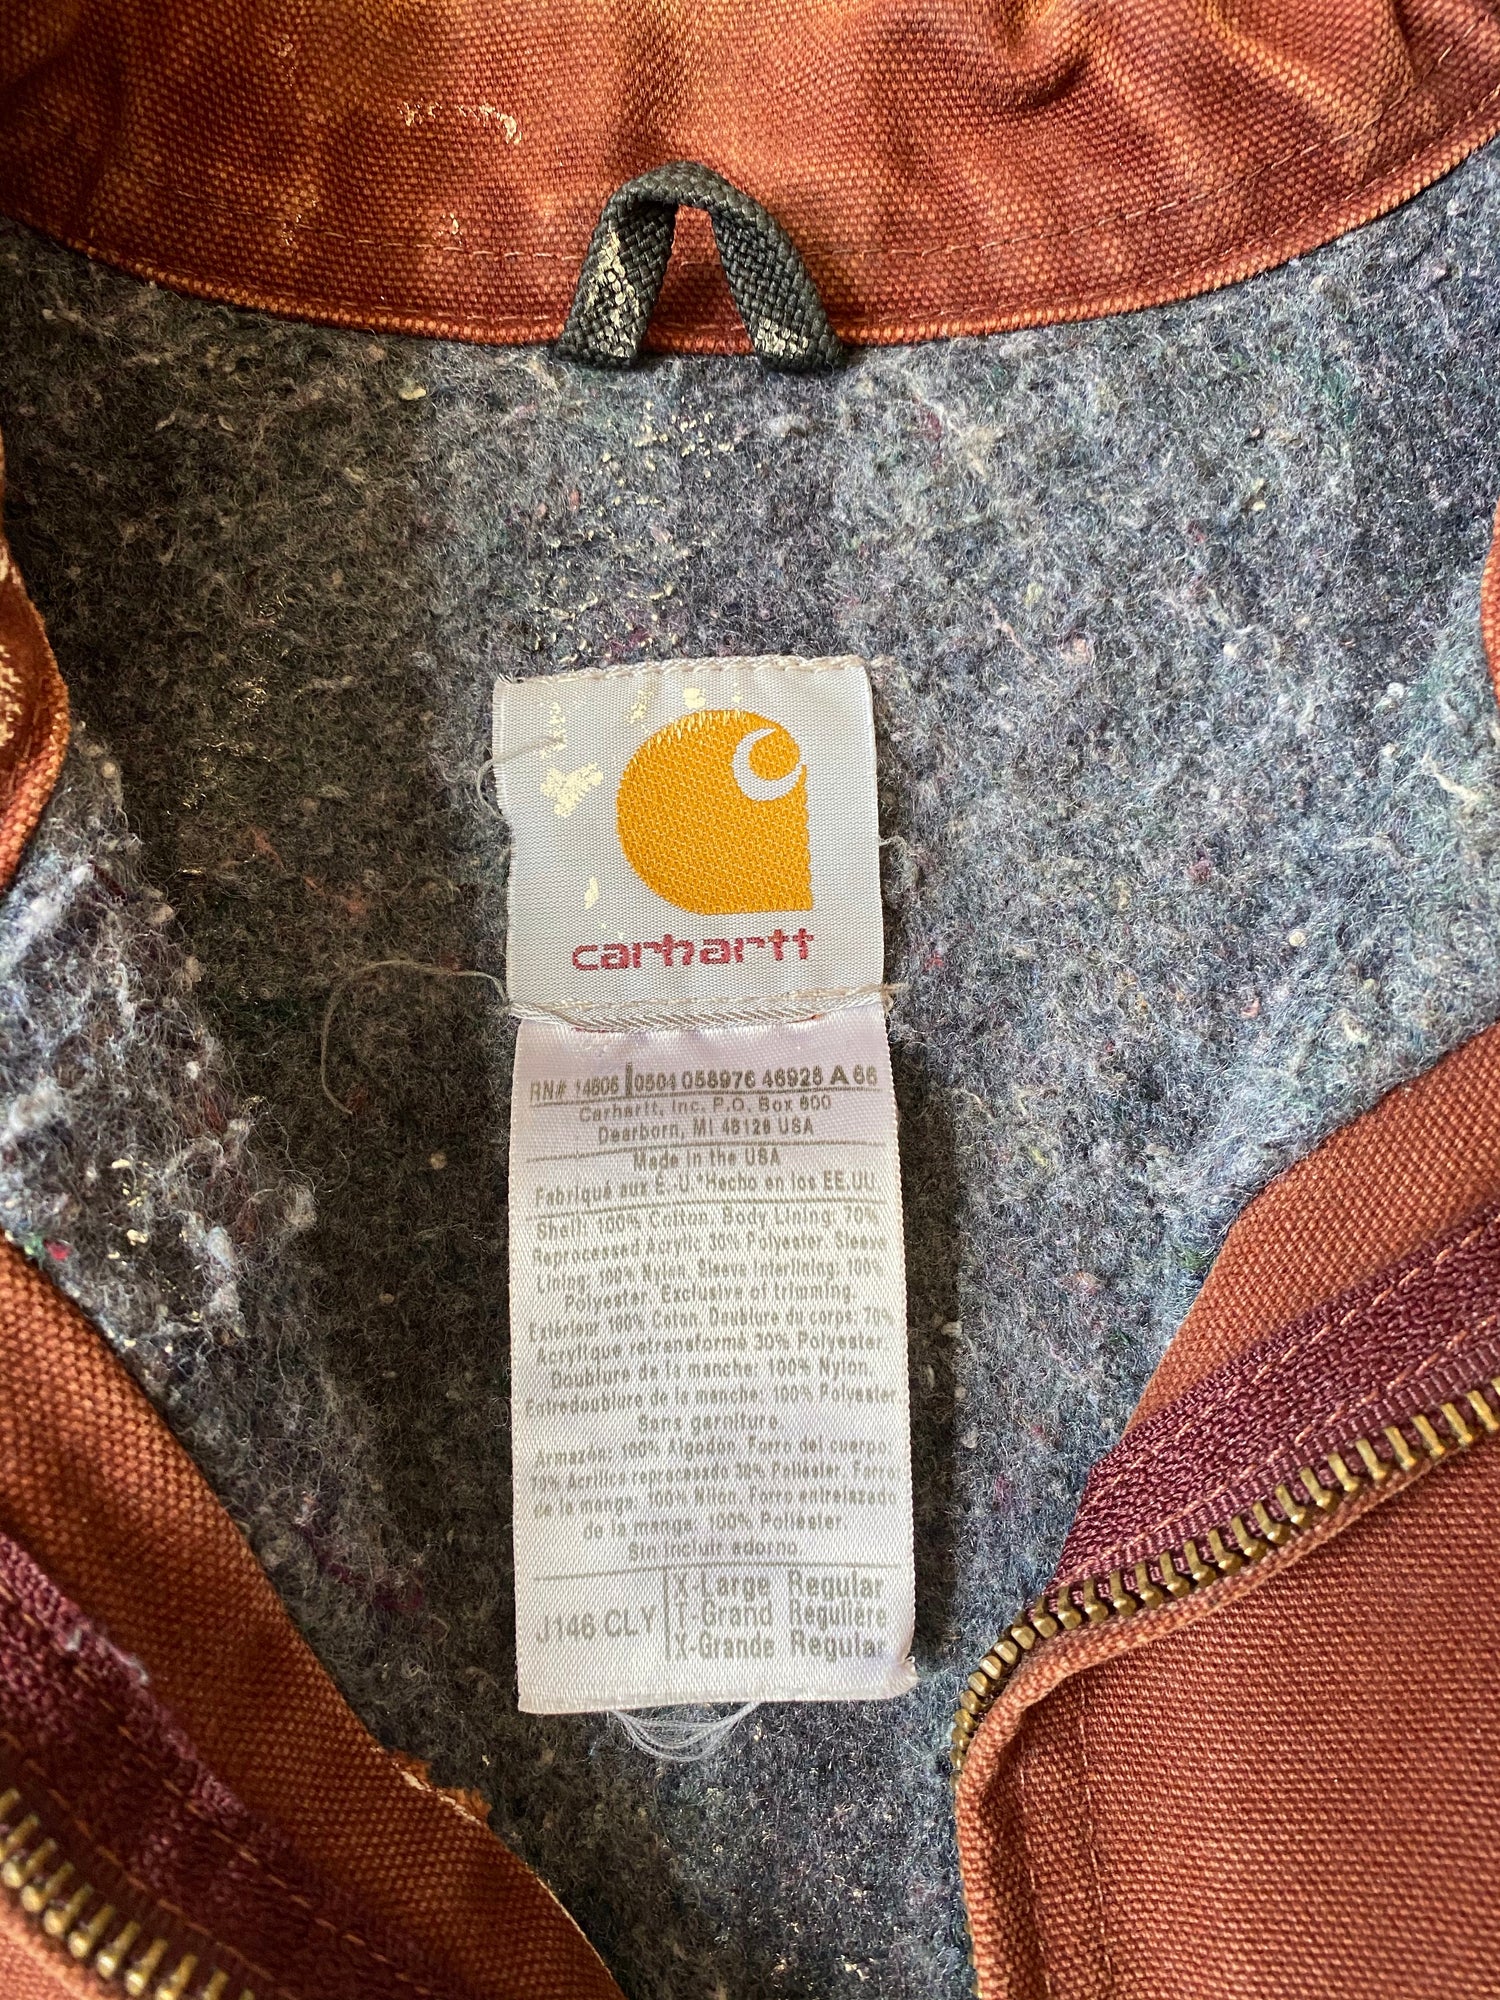 carhartt
RN# 14806 0504 058976 46925 A 66
Carhartt, Inc. P.O. Box 600
Dearborn, MI 48126 USA
Made in the USA
Fabriqué aux É.-U.*Hecho en los EE.UU.
Shell: 100% Cotton. Body Lining: 70%
Reprocessed Acrylic 30% Polyester. Sleeve
Lining: 100% Nylon. Sleeve Interlining: 100%
Polyester. Exclusive of trimming.
Extérieur 100% Coton. Doublure du corps: 70%
Acrylique retransformé 30% Polyester
Doublure de la manche: 100% Nylon.
Entredoublure de la manche: 100% Polyester
Sans garniture.
Armazón: 100% Algodón. Forro del cuerpo:
70% Acrílico reprocessado 30% Poliester. Forro
de la manga: 100% Nilon. Forro entrelazado
de la manga: 100% Poliester.
Sin incluir adorno.
J146 CLY
X-Large Regular
T-Grand Régulière
X-Grande Regular